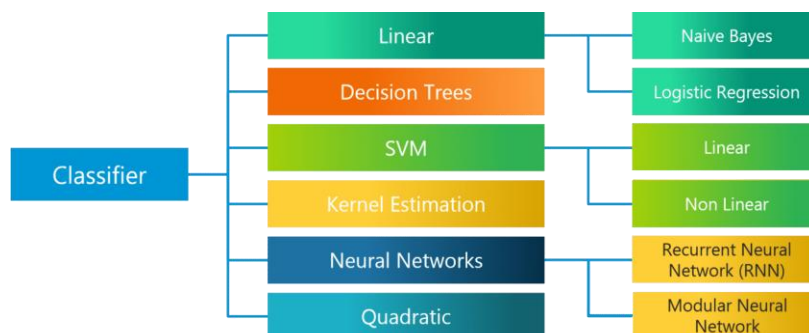 Classifier
Linear
Decision Trees
SVM
Kernel Estimation
Neural Networks
Quadratic
Naive Bayes
Logistic Regression
Linear
Non Linear
Recurrent Neural
Network (RNN)
Modular Neural
Network